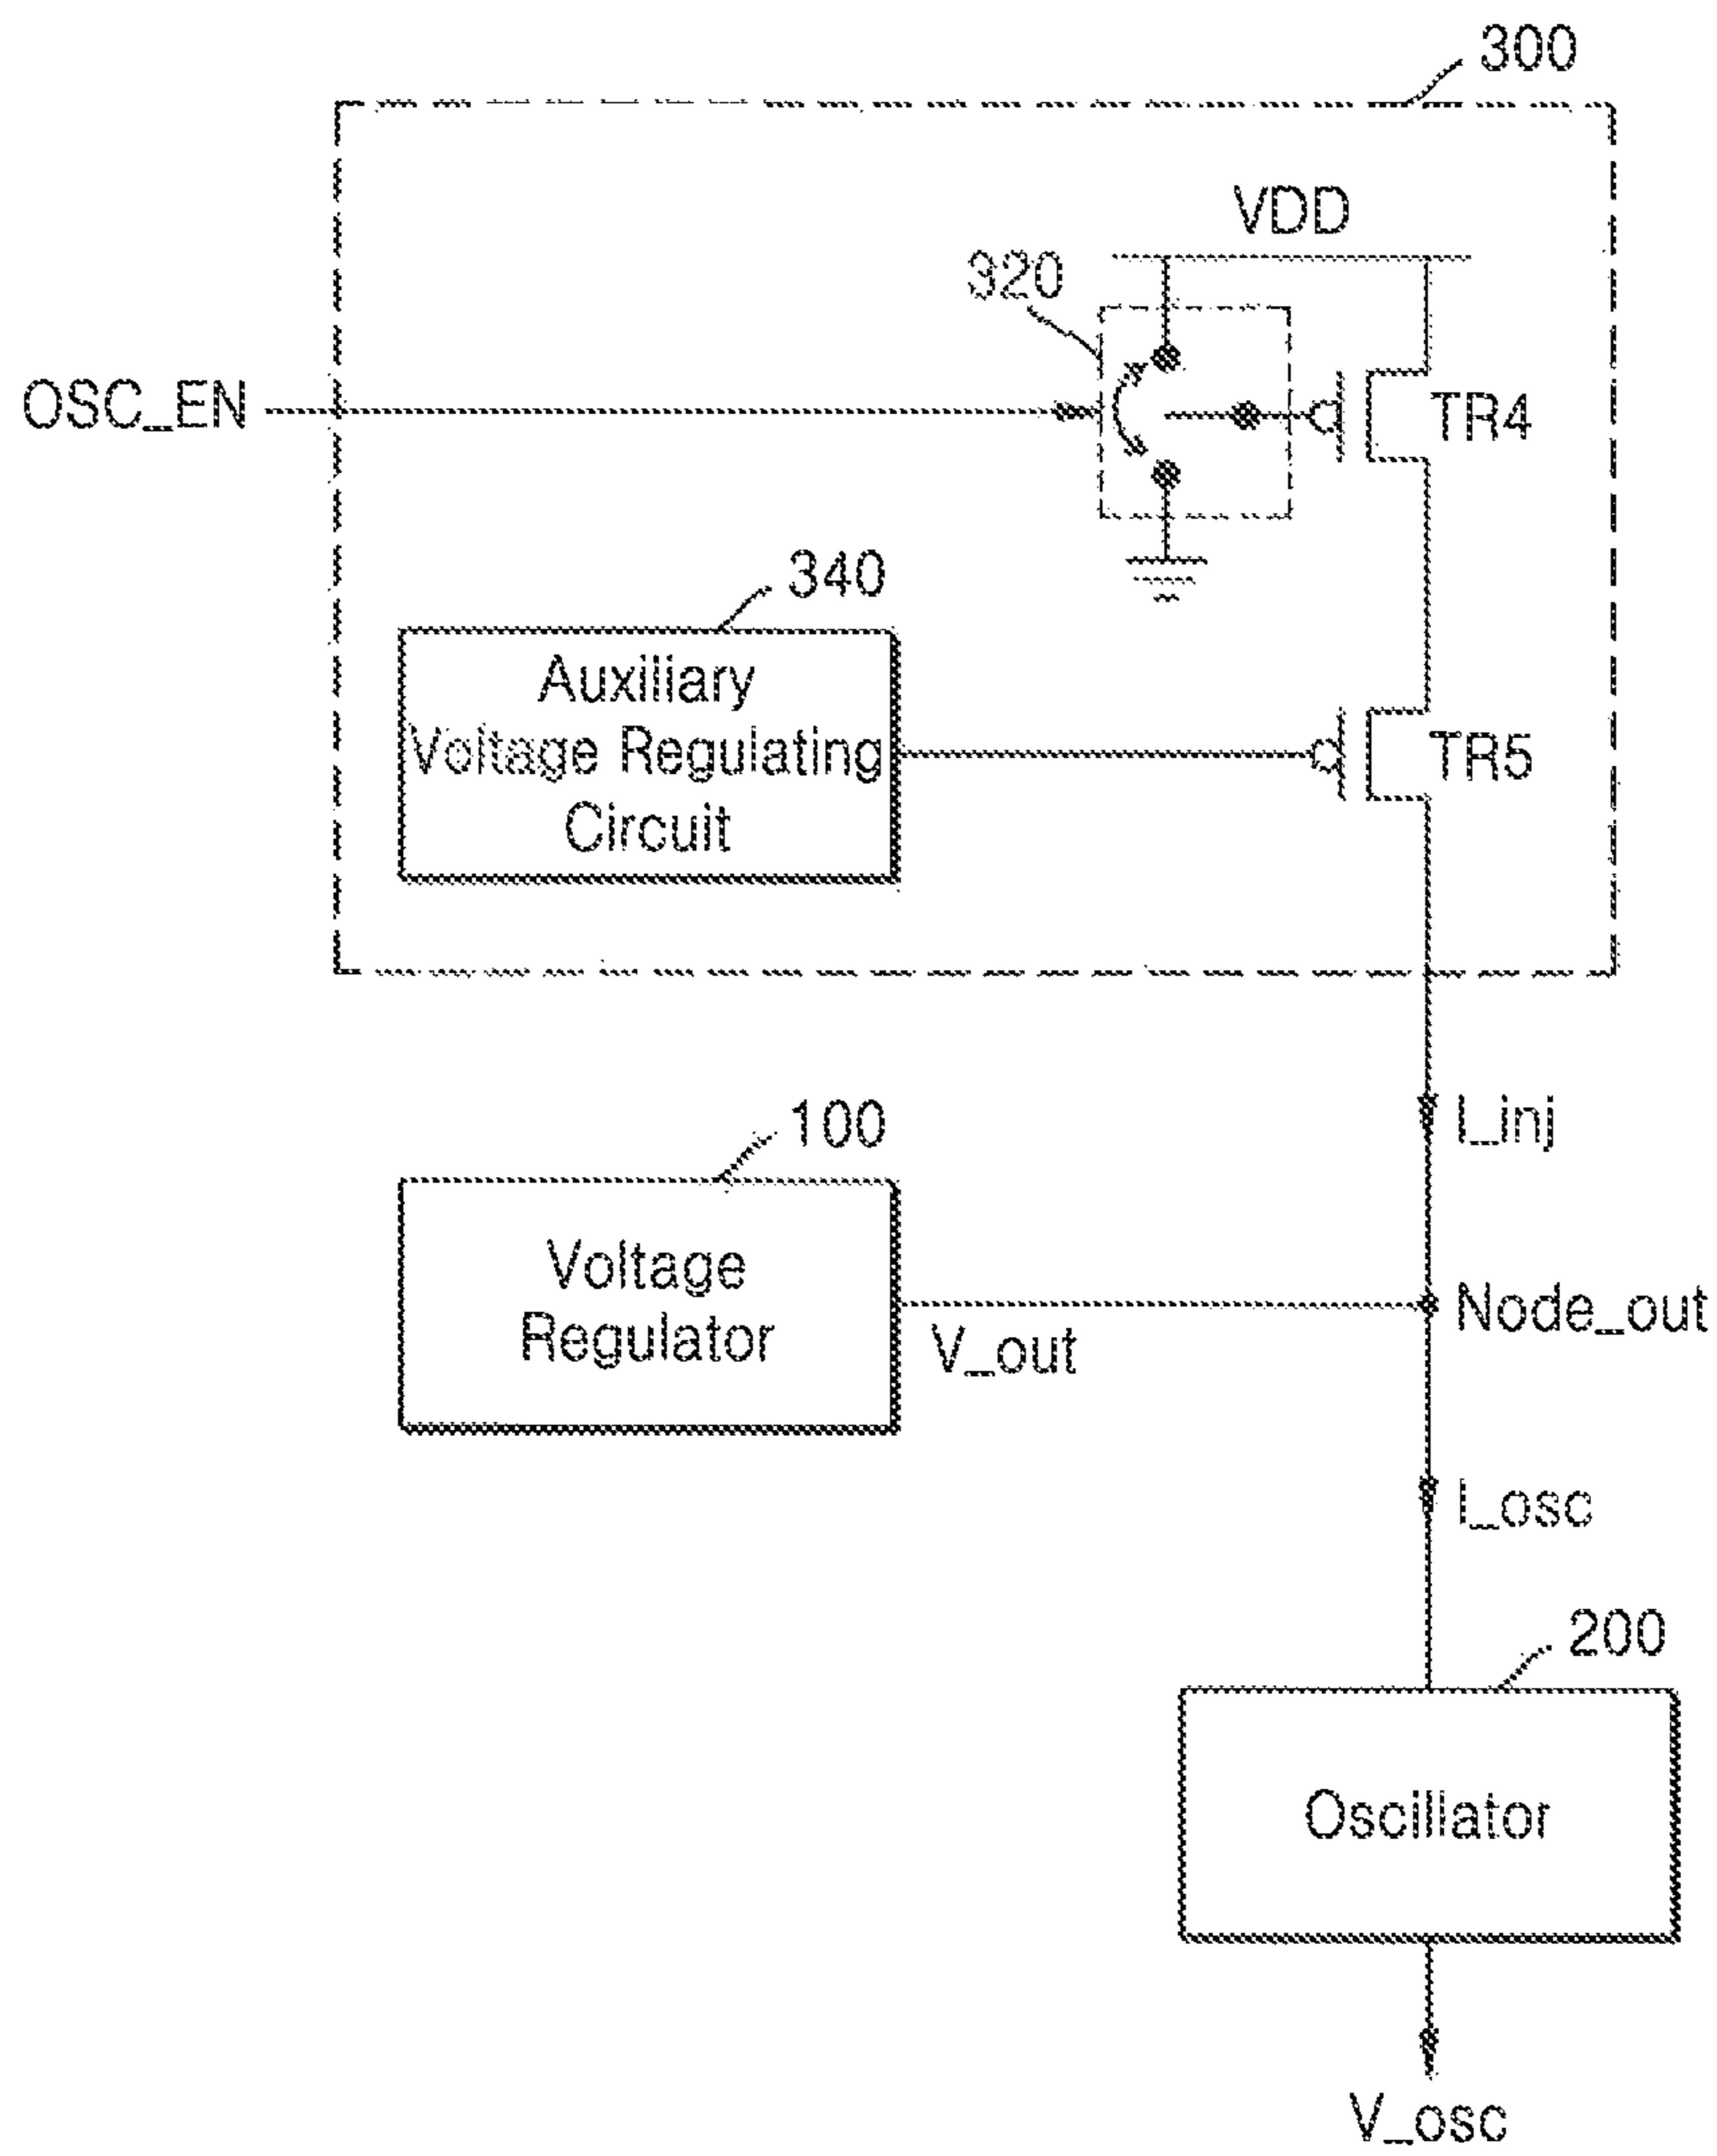 300
VDD
320
OSC_EN
TR4
340
Auxiliary
Voltage Regulating
Circuit
TR5
100
I_inj
Voltage
Regulator
V_out
Node_out
I_osc
200
Oscillator
V_osc